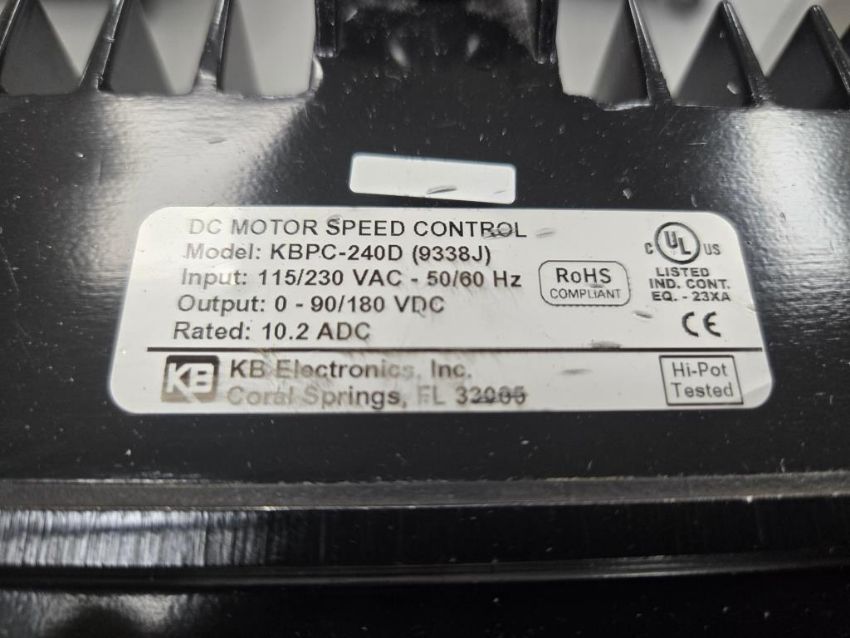 DC MOTOR SPEED CONTROL
Model: KBPC-240D (9338J)
Input: 115/230 VAC - 50/60 Hz
Output: 0 - 90/180 VDC
Rated: 10.2 ADC
RoHS
COMPLIANT
C UL US
LISTED
IND. CONT.
EQ. - 23XA
CE
KB KB Electronics, Inc.
Coral Springs, FL
Hi-Pot
Tested